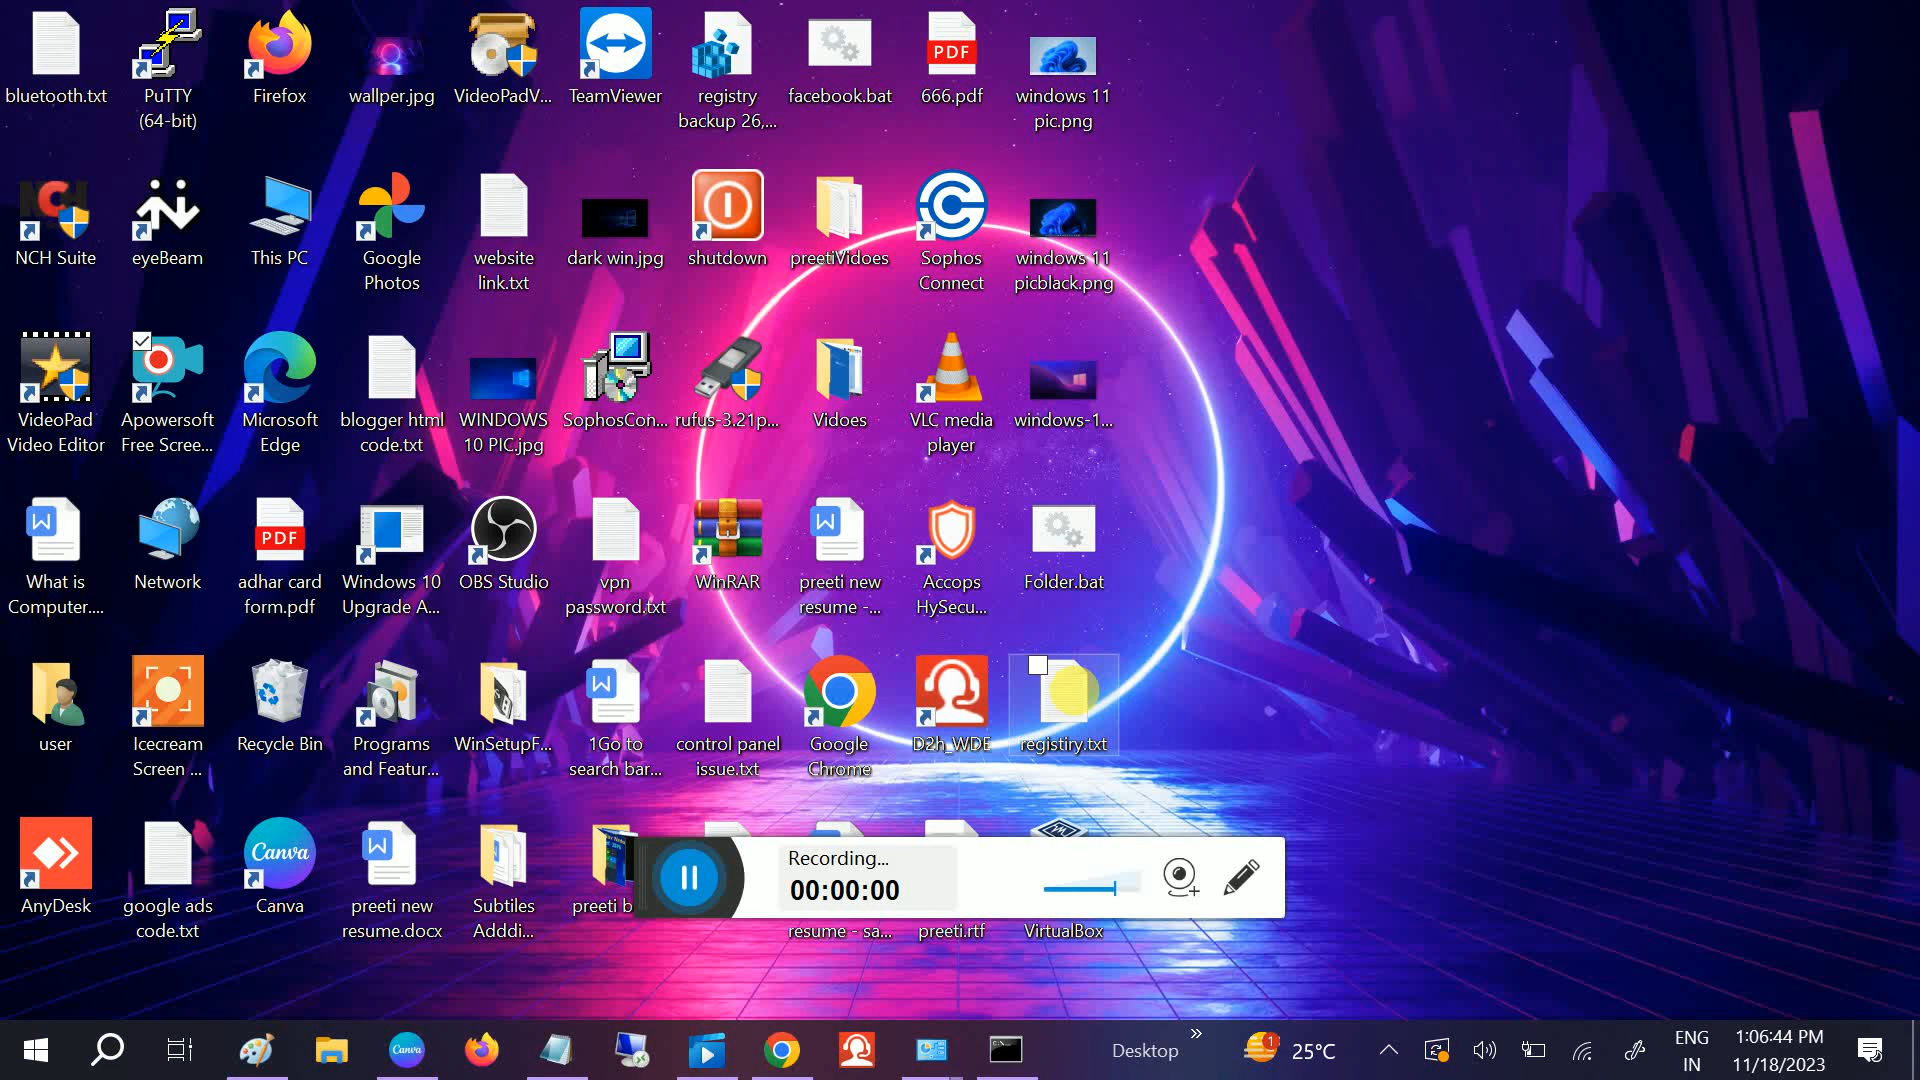 bluetooth.txt
PuTTY
(64-bit)
Firefox
wallper.jpg
VideoPadV...
TeamViewer
registry
backup 26,...
facebook.bat
PDF
666.pdf
windows 11
pic.png
NCH
NCH Suite
eyeBeam
This PC
Google
Photos
website
link.txt
dark win.jpg
shutdown
preetiVidoes
Sophos
Connect
windows 11
picblack.png
VideoPad
Video Editor
Apowersoft
Free Scree...
Microsoft
Edge
blogger html
code.txt
WINDOWS
10 PIC.jpg
SophosCon...
rufus-3.21p...
Vidoes
VLC media
player
windows-1...
W
What is
Computer....
Network
PDF
adhar card
form.pdf
Windows 10
Upgrade A...
OBS Studio
vpn
password.txt
WinRAR
W
preeti new
resume -...
Accops
HySecu...
Folder.bat
user
Icecream
Screen ...
Recycle Bin
Programs
and Featur...
WinSetupF...
W
1Go to
search bar...
control panel
issue.txt
Google
Chrome
D2h_WDE
registiry.txt
AnyDesk
google ads
code.txt
Canva
Canva
W
preeti new
resume.docx
Subtiles
Adddi...
preeti b
Recording...
00:00:00
resume - sa...
preeti.rtf
VirtualBox
Canva
Desktop
1
25°C
ENG
IN
1:06:44 PM
11/18/2023